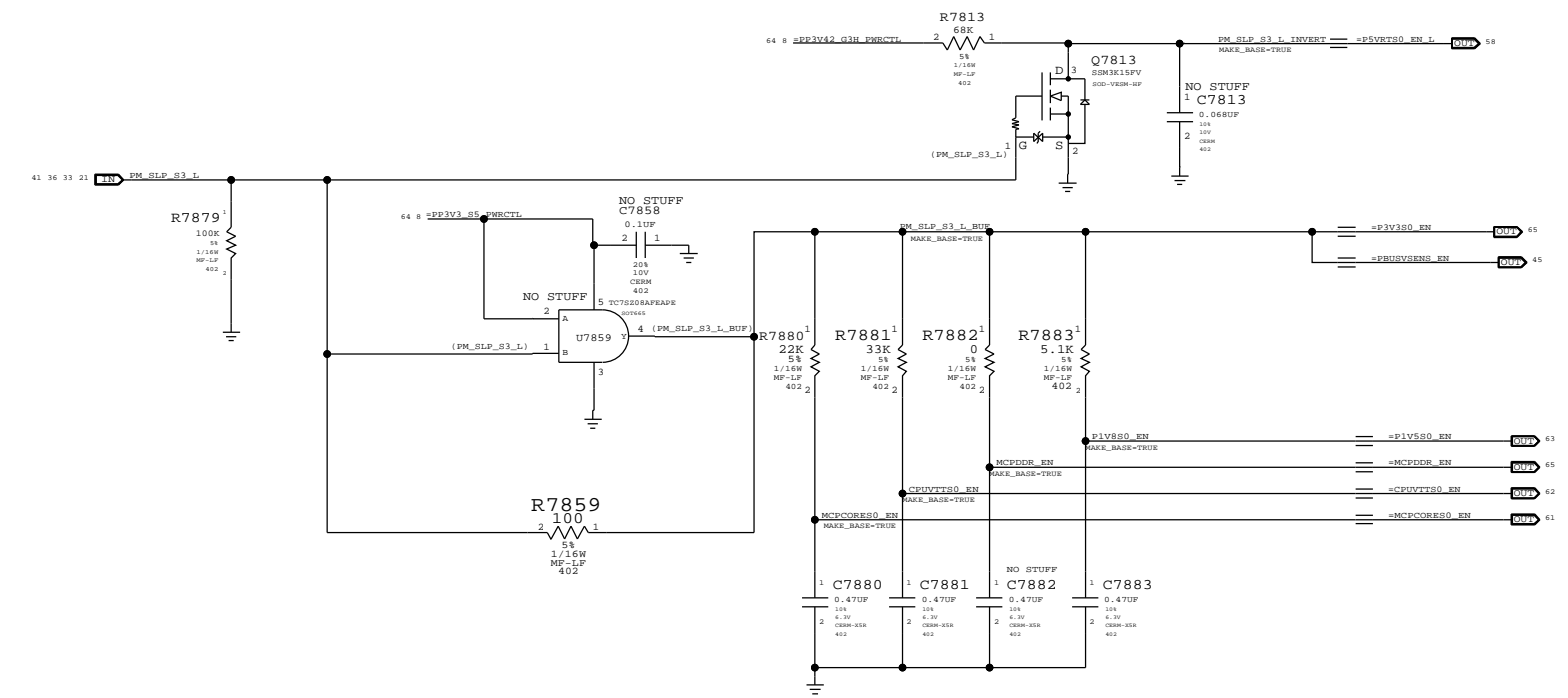 R7813
68K
64 8 =PP3V42_G3H_PWRCTL
2
1
5%
1/16W
MF-LF
402
PM_SLP_S3_L_INVERT
MAKE_BASE=TRUE
=P5VRTS0_EN_L
OUT
58
Q7813
SSM3K15FV
SOD-VESM-HF
D 3
1 G
S 2
(PM_SLP_S3_L)
NO STUFF
1 C7813
0.068UF
10%
10V
2 CERM
402
41 36 33 21 IN PM_SLP_S3_L
R7879 1
100K
5%
1/16W
MF-LF
402 2
64 8 =PP3V3_S5_PWRCTL
NO STUFF
C7858
0.1UF
2 1
20%
10V
CERM
402
NO STUFF
5 TC7SZ08AFEAPE
SOT665
2 A
U7859
Y 4 (PM_SLP_S3_L_BUF)
(PM_SLP_S3_L) 1 B
3
R7859
100
2 1
5%
1/16W
MF-LF
402
PM_SLP_S3_L_BUF
MAKE_BASE=TRUE
=P3V3S0_EN OUT 65
=PBUSVSENS_EN OUT 45
R7880 1
22K
5%
1/16W
MF-LF
402 2
R7881 1
33K
5%
1/16W
MF-LF
402 2
R7882 1
0
5%
1/16W
MF-LF
402 2
R7883 1
5.1K
5%
1/16W
MF-LF
402 2
P1V8S0_EN =P1V5S0_EN OUT 63
MAKE_BASE=TRUE
MCPDDR_EN =MCPDDR_EN OUT 65
MAKE_BASE=TRUE
CPUVTTS0_EN =CPUVTTS0_EN OUT 62
MAKE_BASE=TRUE
MCPCORES0_EN =MCPCORES0_EN OUT 61
MAKE_BASE=TRUE
1 C7880
0.47UF
10%
6.3V
2 CERM-X5R
402
1 C7881
0.47UF
10%
6.3V
2 CERM-X5R
402
NO STUFF
1 C7882
0.47UF
10%
6.3V
2 CERM-X5R
402
1 C7883
0.47UF
10%
6.3V
2 CERM-X5R
402